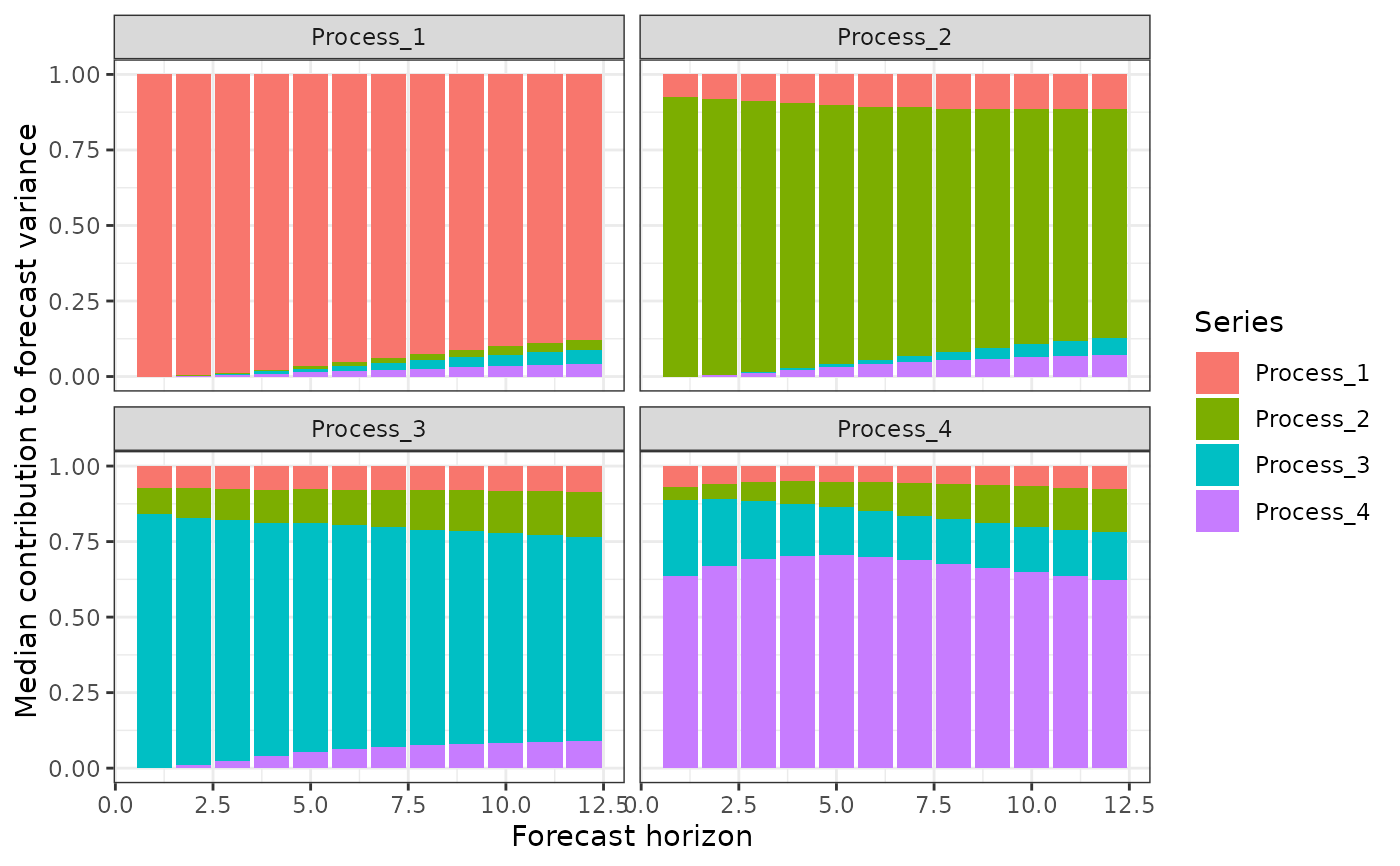 Process_1
Process_2
1.00
0.75
0.50
0.25
0.00
Median contribution to forecast variance
Process_3
Process_4
1.00
0.75
0.50
0.25
0.00
0.0 2.5 5.0 7.5 10.0 12.5
0.0 2.5 5.0 7.5 10.0 12.5
Forecast horizon
Series
Process_1
Process_2
Process_3
Process_4